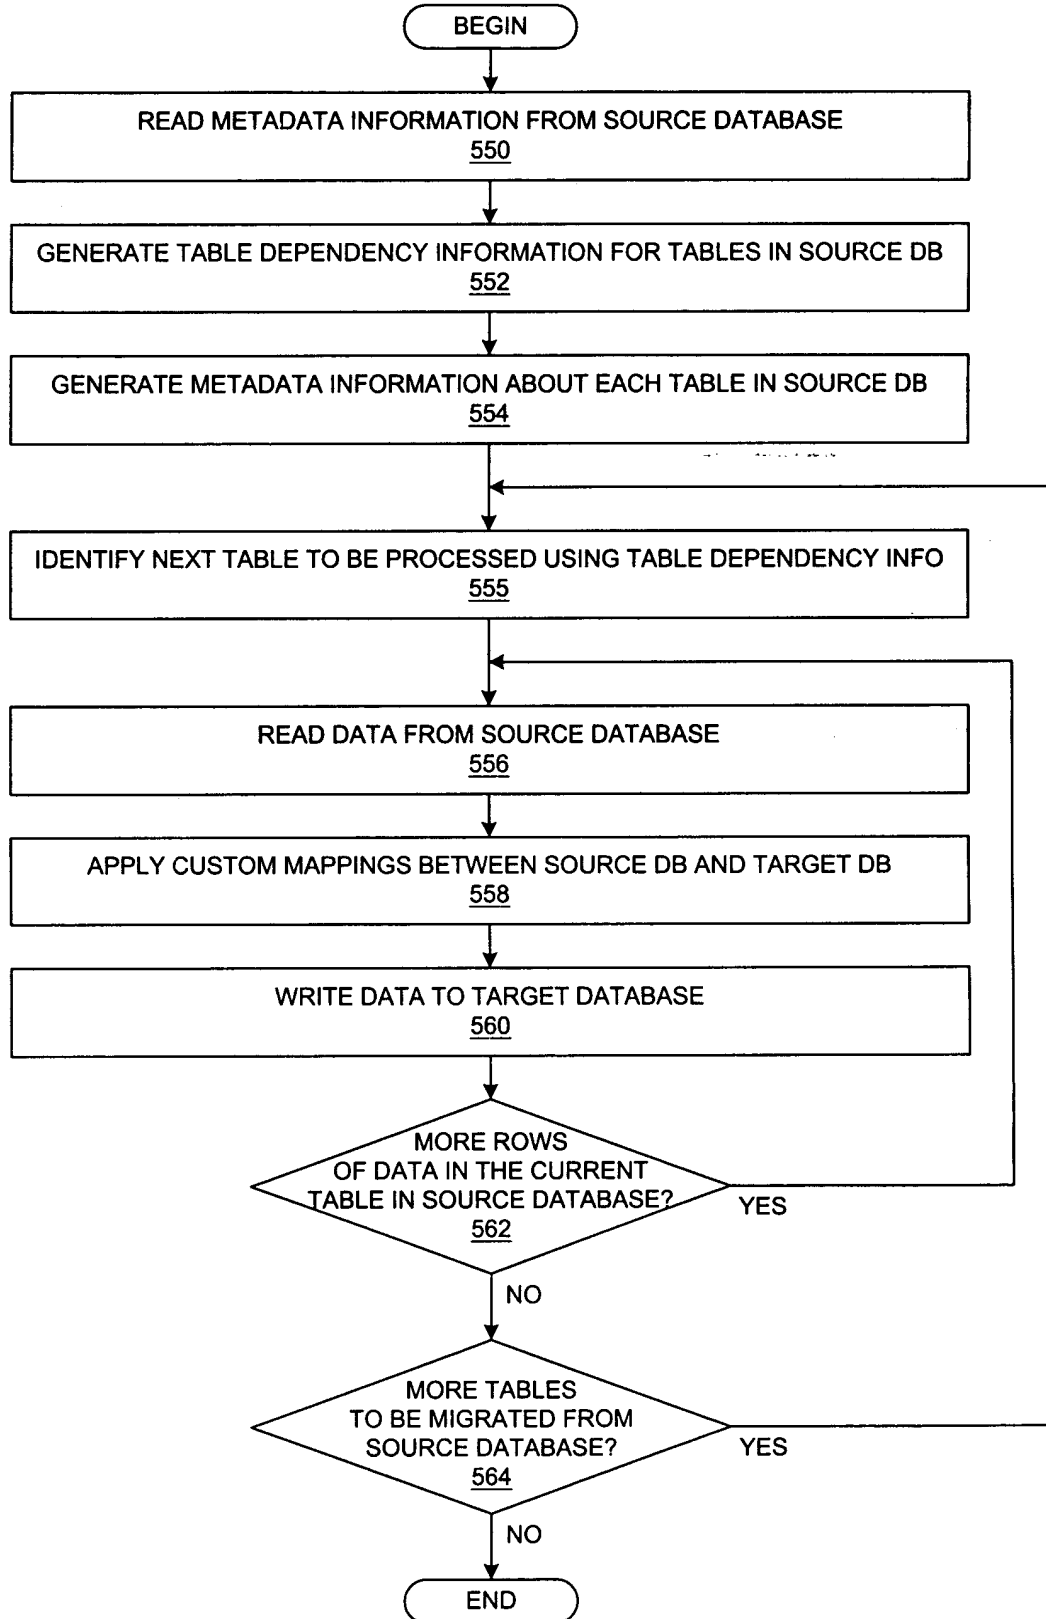 BEGIN
READ METADATA INFORMATION FROM SOURCE DATABASE
550
GENERATE TABLE DEPENDENCY INFORMATION FOR TABLES IN SOURCE DB
552
GENERATE METADATA INFORMATION ABOUT EACH TABLE IN SOURCE DB
554
IDENTIFY NEXT TABLE TO BE PROCESSED USING TABLE DEPENDENCY INFO
555
READ DATA FROM SOURCE DATABASE
556
APPLY CUSTOM MAPPINGS BETWEEN SOURCE DB AND TARGET DB
558
WRITE DATA TO TARGET DATABASE
560
MORE ROWS
OF DATA IN THE CURRENT
TABLE IN SOURCE DATABASE?
562
YES
NO
MORE TABLES
TO BE MIGRATED FROM
SOURCE DATABASE?
564
YES
NO
END